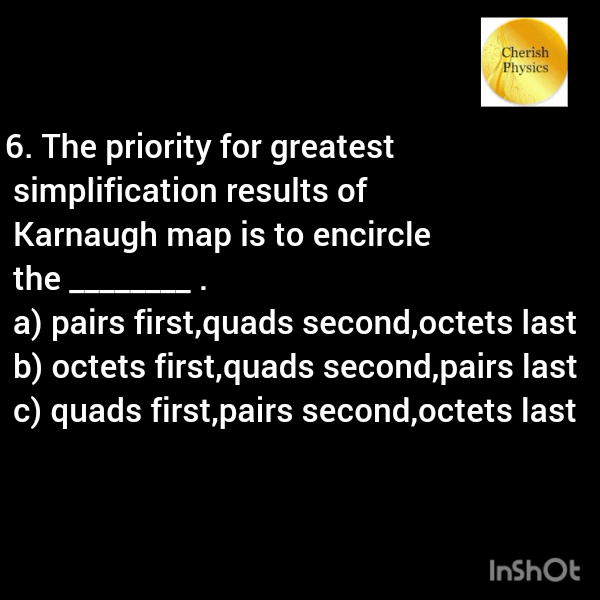 Cherish
Physics
6. The priority for greatest
simplification results of
Karnaugh map is to encircle
the ________ .
a) pairs first,quads second,octets last
b) octets first,quads second,pairs last
c) quads first,pairs second,octets last
InShOt